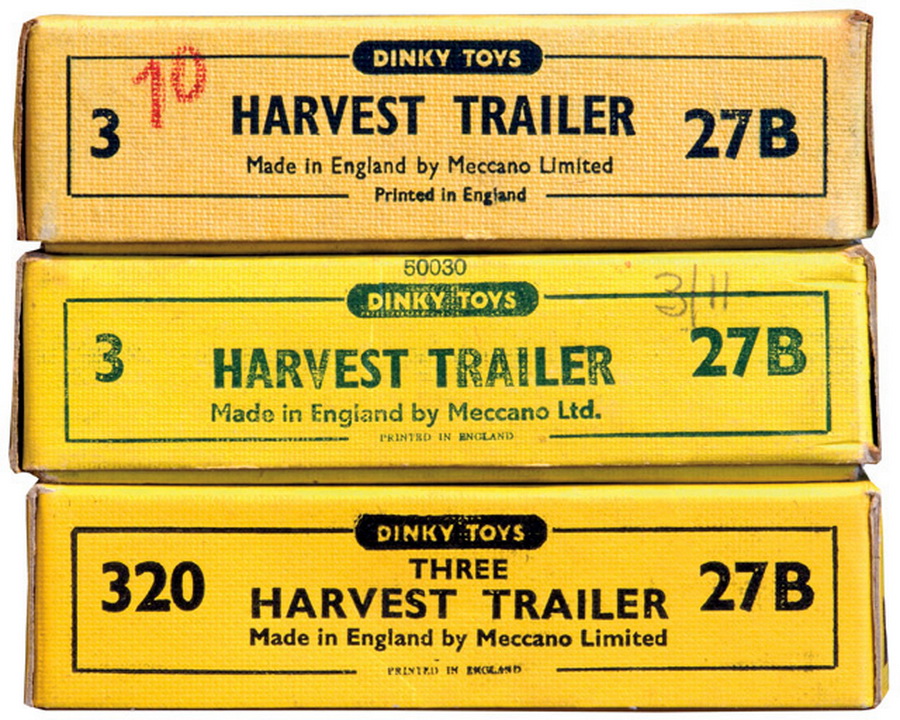 DINKY TOYS
70
3 HARVEST TRAILER 27B
Made in England by Meccano Limited
Printed in England
50030
DINKY TOYS
3/11
3 HARVEST TRAILER 27B
Made in England by Meccano Ltd.
PRINTED IN ENGLAND
DINKY TOYS
THREE
320 HARVEST TRAILER 27B
Made in England by Meccano Limited
PRINTED IN ENGLAND